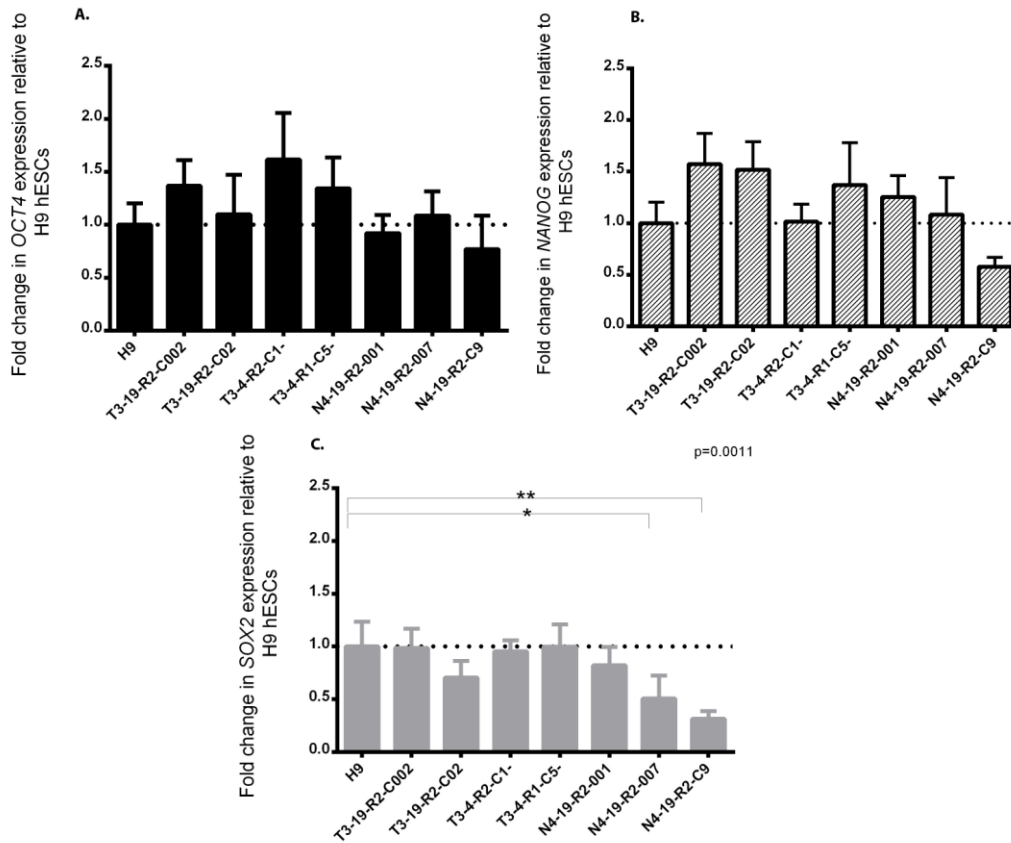 A.
Fold change in OCT4 expression relative to
H9 hESCs
2.5
2.0
1.5
1.0
0.5
0.0
H9
T3-19-R2-C002
T3-19-R2-C02
T3-4-R2-C1-
T3-4-R1-C5-
N4-19-R2-001
N4-19-R2-007
N4-19-R2-C9
B.
Fold change in NANOG expression relative to
H9 hESCs
2.5
2.0
1.5
1.0
0.5
0.0
H9
T3-19-R2-C002
T3-19-R2-C02
T3-4-R2-C1-
T3-4-R1-C5-
N4-19-R2-001
N4-19-R2-007
N4-19-R2-C9
C.
p=0.0011
Fold change in SOX2 expression relative to
H9 hESCs
2.5
2.0
1.5
1.0
0.5
0.0
**
*
H9
T3-19-R2-C002
T3-19-R2-C02
T3-4-R2-C1-
T3-4-R1-C5-
N4-19-R2-001
N4-19-R2-007
N4-19-R2-C9